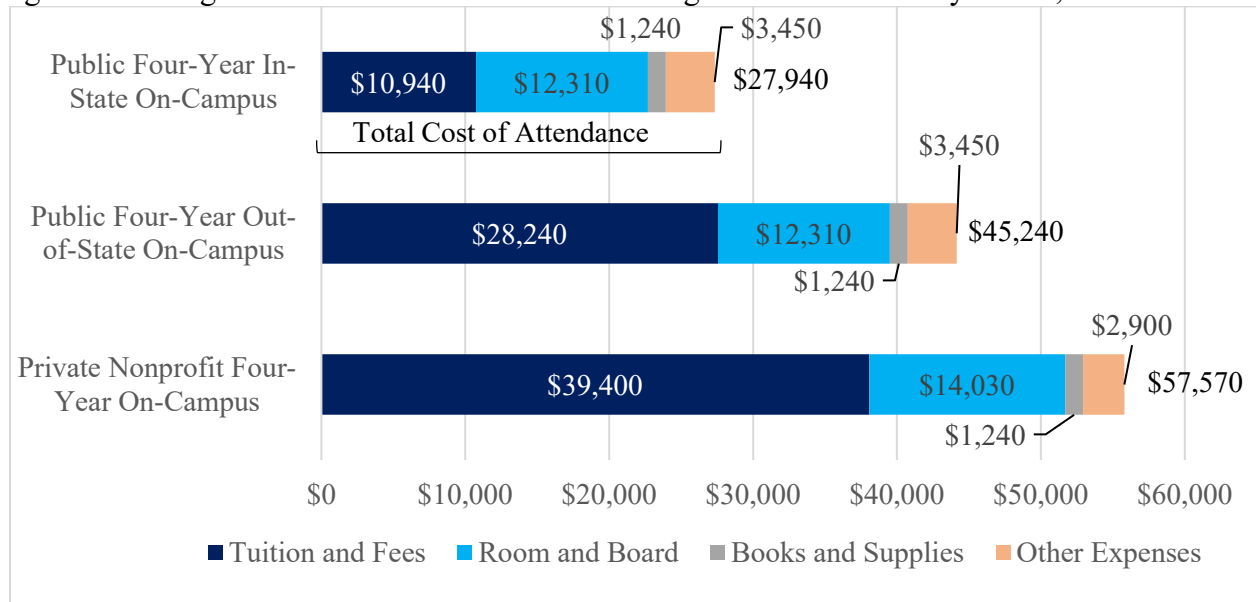 $1,240
$3,450
Public Four-Year In-
State On-Campus
$10,940
$12,310
$27,940
Total Cost of Attendance
$3,450
Public Four-Year Out-
of-State On-Campus
$28,240
$12,310
$45,240
$1,240
$2,900
Private Nonprofit Four-
Year On-Campus
$39,400
$14,030
$57,570
$1,240
$0 $10,000 $20,000 $30,000 $40,000 $50,000 $60,000
Tuition and Fees Room and Board Books and Supplies Other Expenses